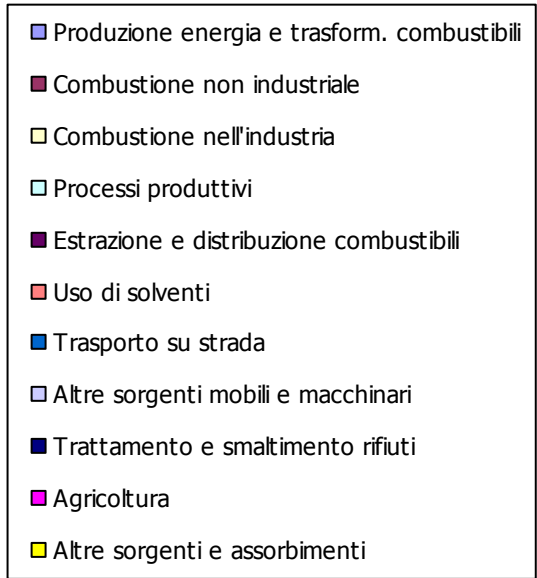 Produzione energia e trasform. combustibili
Combustione non industriale
Combustione nell'industria
Processi produttivi
Estrazione e distribuzione combustibili
Uso di solventi
Trasporto su strada
Altre sorgenti mobili e macchinari
Trattamento e smaltimento rifiuti
Agricoltura
Altre sorgenti e assorbimenti